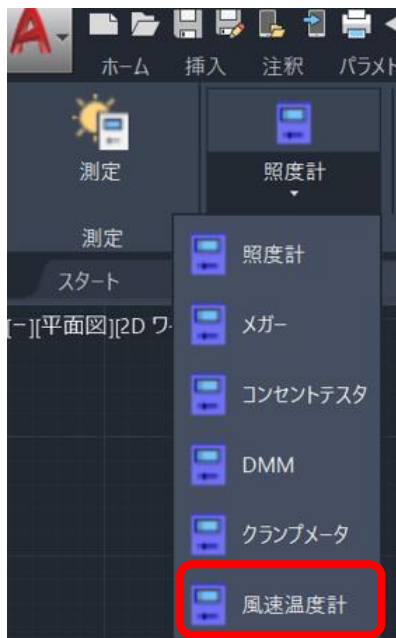 A
ホーム 挿入 注釈 パラメト
測定 照度計
測定
照度計
スタート
[−][平面図][2D ワ
メガー
コンセントテスタ
DMM
クランプメータ
風速温度計